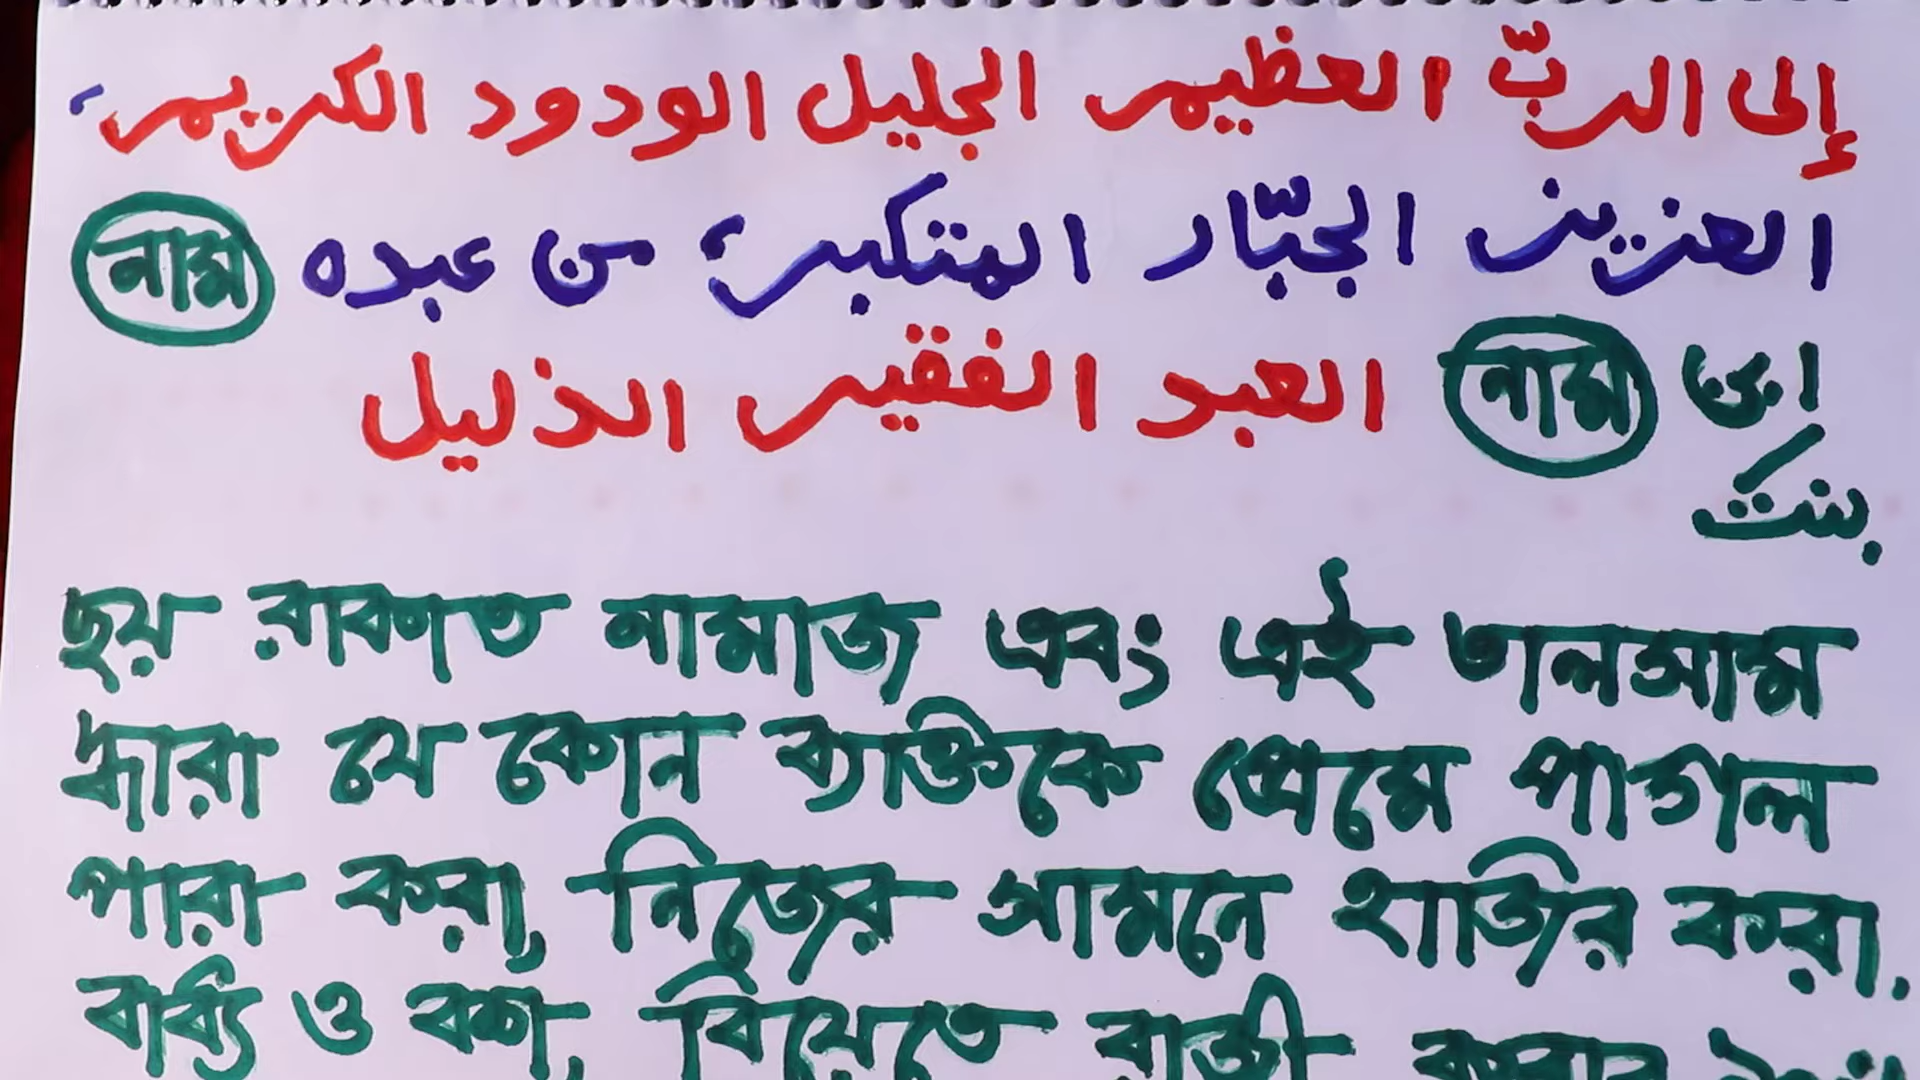 إلى الربّ العظيم الجليل الودود الكريم،
العزيز الجبّار المتكبر، من عبده নাম
ابن নাম العبد الفقير الذليل
بنت
ছয় রাকাত নামাজ এবং এই তালসাম
দ্বারা যে কোন ব্যক্তিকে প্রেমে পাগল
পারা করা, নিজের সামনে হাজির করা.
বাধ্য ও বশ, বিয়েতে রাজী করার